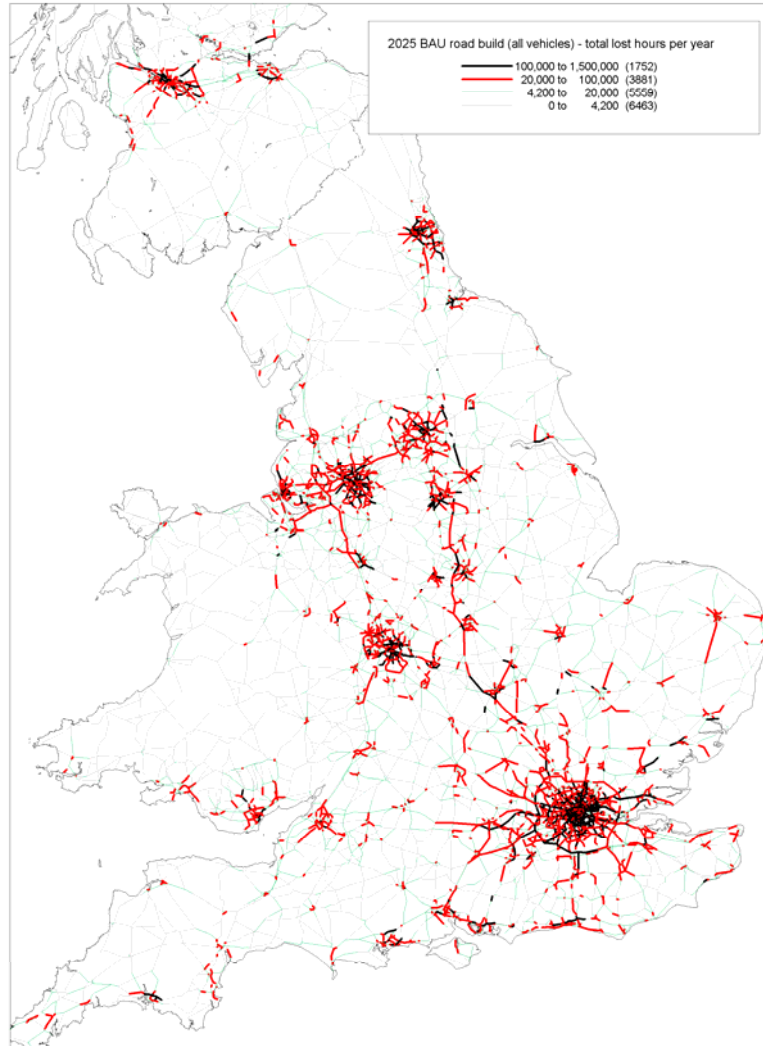 2025 BAU road build (all vehicles) - total lost hours per year
100,000 to 1,500,000 (1752)
20,000 to 100,000 (3881)
4,200 to 20,000 (5559)
0 to 4,200 (6463)